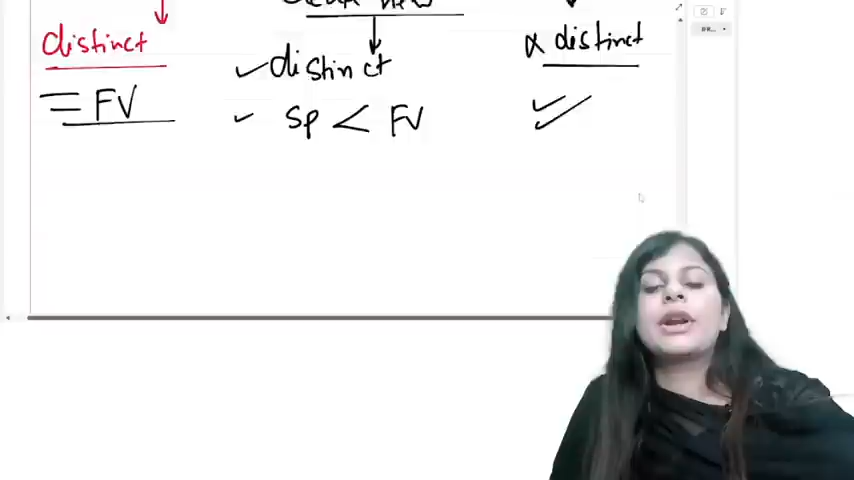 distinct
= FV
distinct
SP < FV
α distinct